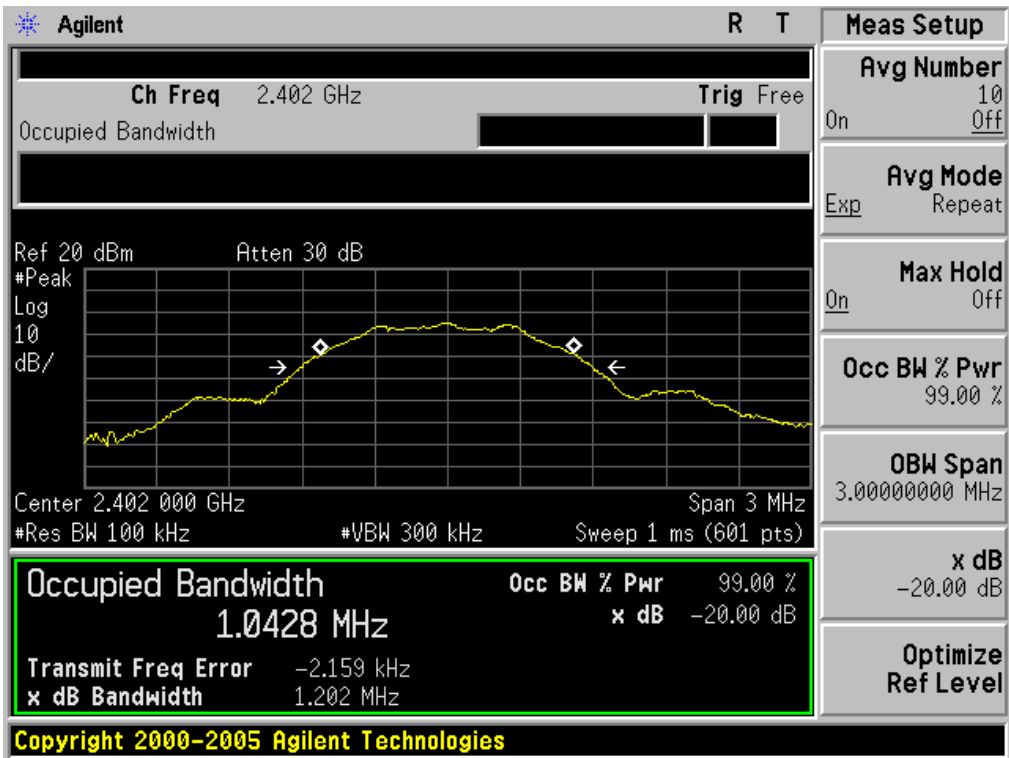 Agilent R T
Ch Freq 2.402 GHz Trig Free
Occupied Bandwidth
Ref 20 dBm Atten 30 dB
#Peak
Log
10
dB/
Center 2.402 000 GHz Span 3 MHz
#Res BW 100 kHz #VBW 300 kHz Sweep 1 ms (601 pts)
Occupied Bandwidth Occ BW % Pwr 99.00 %
1.0428 MHz x dB -20.00 dB
Transmit Freq Error -2.159 kHz
x dB Bandwidth 1.202 MHz
Copyright 2000-2005 Agilent Technologies
Meas Setup
Avg Number
10
On Off
Avg Mode
Exp Repeat
Max Hold
On Off
Occ BW % Pwr
99.00 %
OBW Span
3.00000000 MHz
x dB
-20.00 dB
Optimize
Ref Level